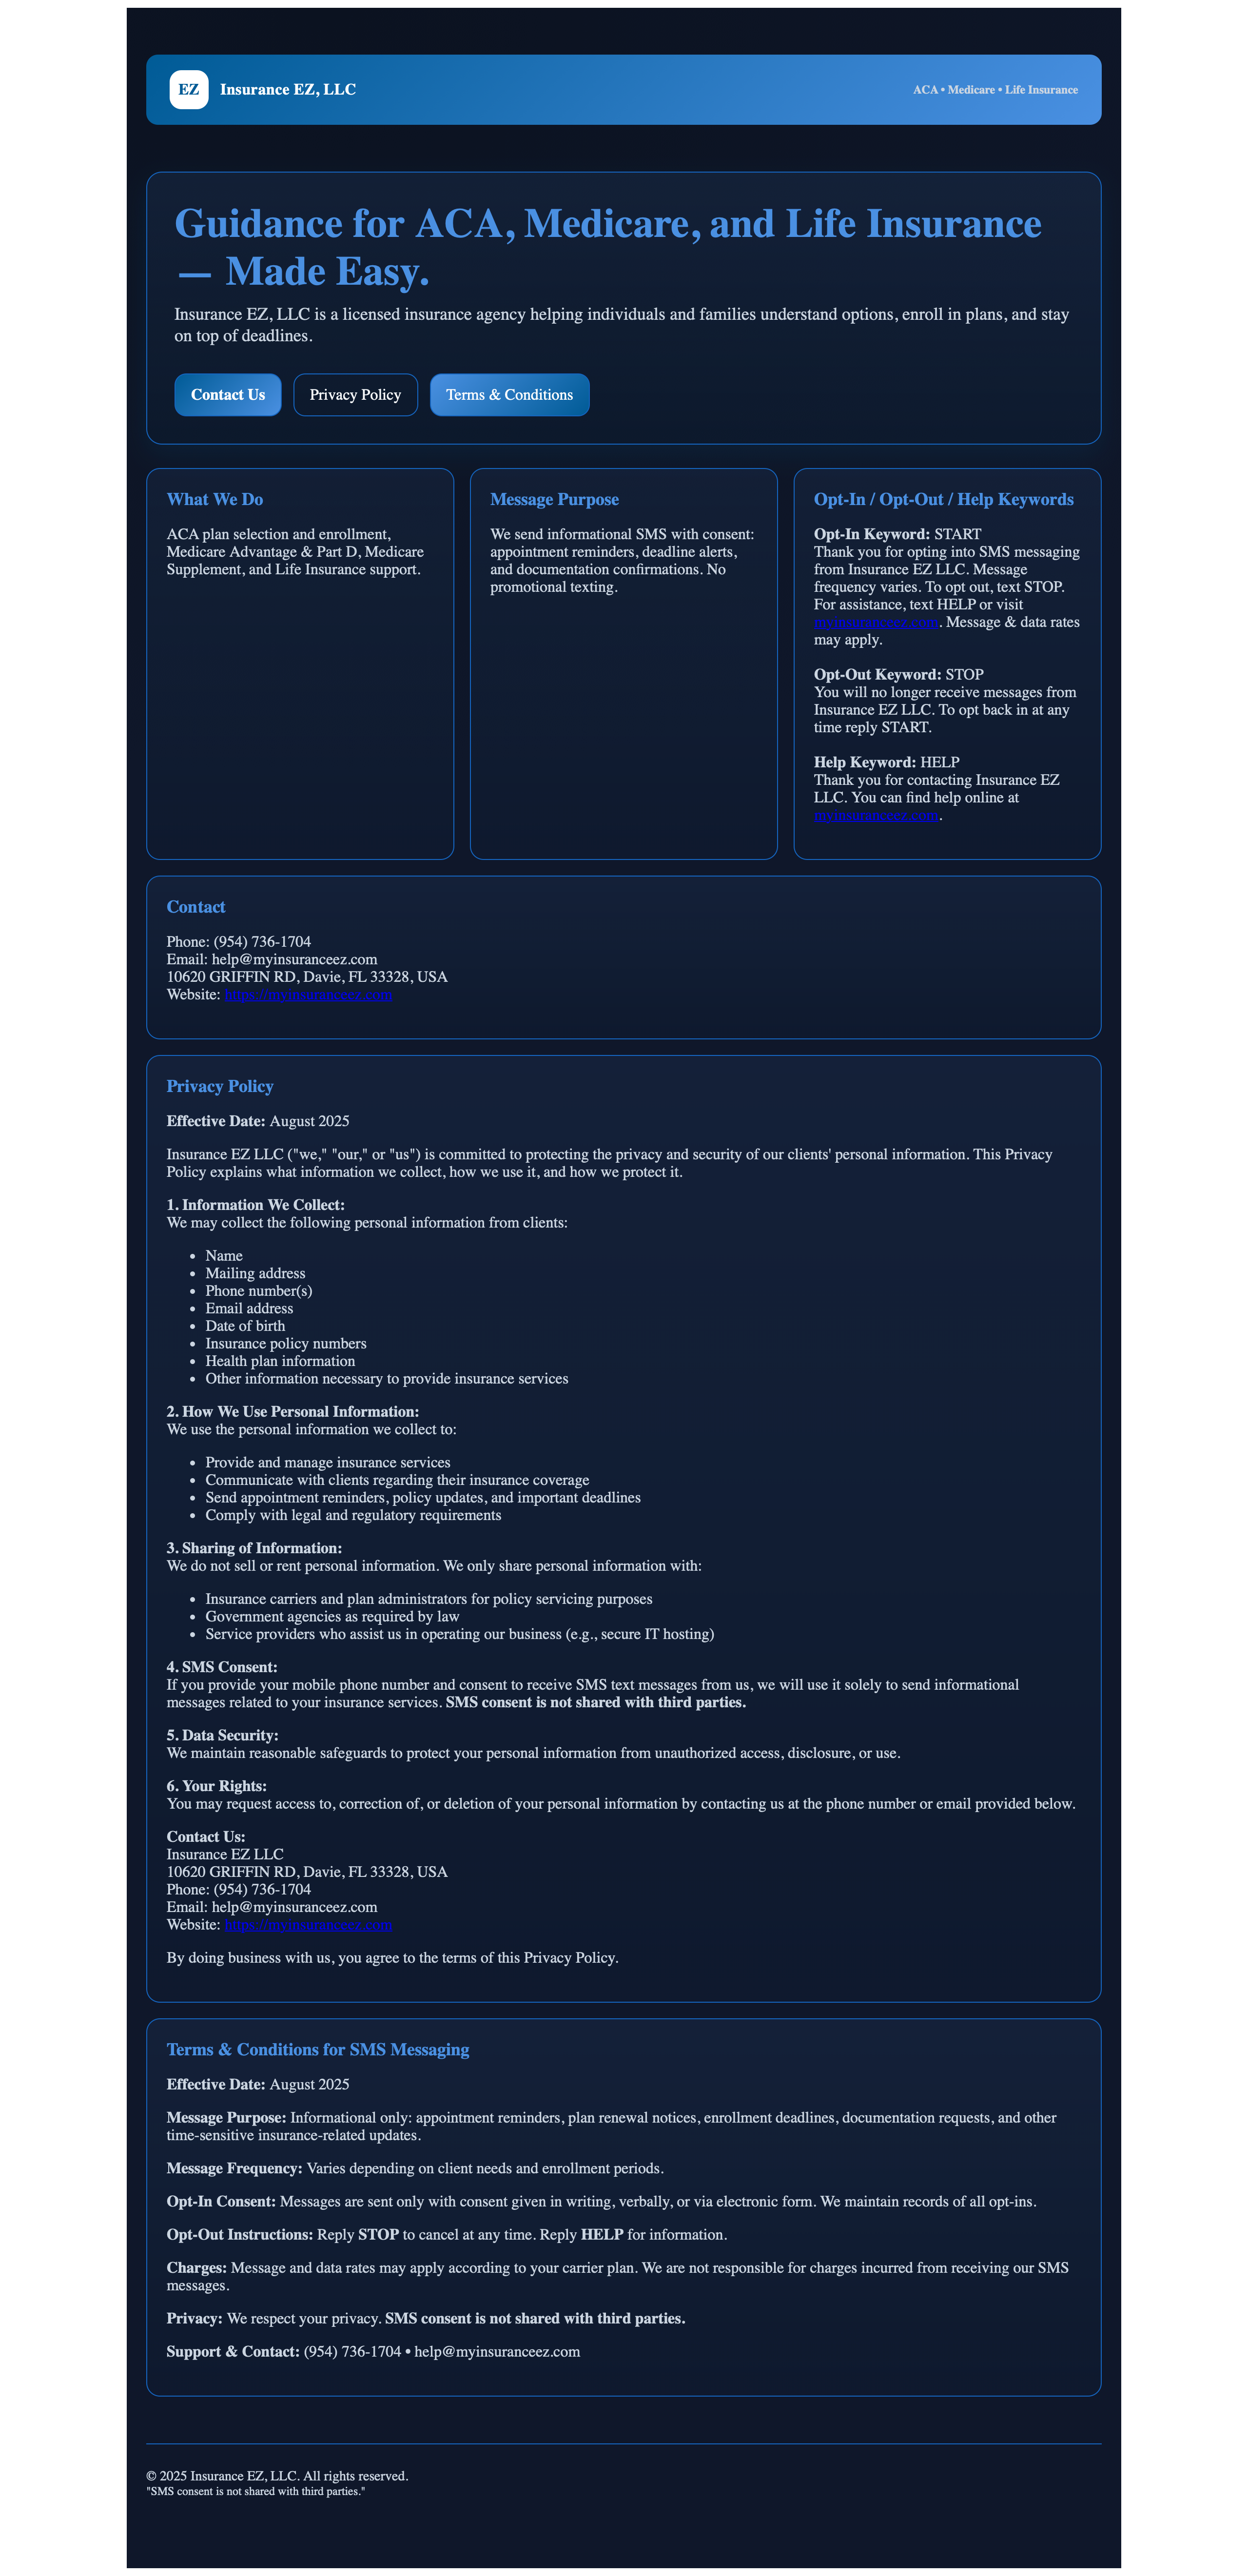 EZ
Insurance EZ, LLC
ACA • Medicare • Life Insurance
Guidance for ACA, Medicare, and Life Insurance
— Made Easy.
Insurance EZ, LLC is a licensed insurance agency helping individuals and families understand options, enroll in plans, and stay
on top of deadlines.
Contact Us
Privacy Policy
Terms & Conditions
What We Do
ACA plan selection and enrollment,
Medicare Advantage & Part D, Medicare
Supplement, and Life Insurance support.
Message Purpose
We send informational SMS with consent:
appointment reminders, deadline alerts,
and documentation confirmations. No
promotional texting.
Opt-In / Opt-Out / Help Keywords
Opt-In Keyword: START
Thank you for opting into SMS messaging
from Insurance EZ LLC. Message
frequency varies. To opt out, text STOP.
For assistance, text HELP or visit
myinsuranceez.com. Message & data rates
may apply.
Opt-Out Keyword: STOP
You will no longer receive messages from
Insurance EZ LLC. To opt back in at any
time reply START.
Help Keyword: HELP
Thank you for contacting Insurance EZ
LLC. You can find help online at
myinsuranceez.com.
Contact
Phone: (954) 736-1704
Email: help@myinsuranceez.com
10620 GRIFFIN RD, Davie, FL 33328, USA
Website: https://myinsuranceez.com
Privacy Policy
Effective Date: August 2025
Insurance EZ LLC ("we," "our," or "us") is committed to protecting the privacy and security of our clients' personal information. This Privacy
Policy explains what information we collect, how we use it, and how we protect it.
1. Information We Collect:
We may collect the following personal information from clients:
• Name
• Mailing address
• Phone number(s)
• Email address
• Date of birth
• Insurance policy numbers
• Health plan information
• Other information necessary to provide insurance services
2. How We Use Personal Information:
We use the personal information we collect to:
• Provide and manage insurance services
• Communicate with clients regarding their insurance coverage
• Send appointment reminders, policy updates, and important deadlines
• Comply with legal and regulatory requirements
3. Sharing of Information:
We do not sell or rent personal information. We only share personal information with:
• Insurance carriers and plan administrators for policy servicing purposes
• Government agencies as required by law
• Service providers who assist us in operating our business (e.g., secure IT hosting)
4. SMS Consent:
If you provide your mobile phone number and consent to receive SMS text messages from us, we will use it solely to send informational
messages related to your insurance services. SMS consent is not shared with third parties.
5. Data Security:
We maintain reasonable safeguards to protect your personal information from unauthorized access, disclosure, or use.
6. Your Rights:
You may request access to, correction of, or deletion of your personal information by contacting us at the phone number or email provided below.
Contact Us:
Insurance EZ LLC
10620 GRIFFIN RD, Davie, FL 33328, USA
Phone: (954) 736-1704
Email: help@myinsuranceez.com
Website: https://myinsuranceez.com
By doing business with us, you agree to the terms of this Privacy Policy.
Terms & Conditions for SMS Messaging
Effective Date: August 2025
Message Purpose: Informational only: appointment reminders, plan renewal notices, enrollment deadlines, documentation requests, and other
time-sensitive insurance-related updates.
Message Frequency: Varies depending on client needs and enrollment periods.
Opt-In Consent: Messages are sent only with consent given in writing, verbally, or via electronic form. We maintain records of all opt-ins.
Opt-Out Instructions: Reply STOP to cancel at any time. Reply HELP for information.
Charges: Message and data rates may apply according to your carrier plan. We are not responsible for charges incurred from receiving our SMS
messages.
Privacy: We respect your privacy. SMS consent is not shared with third parties.
Support & Contact: (954) 736-1704 • help@myinsuranceez.com
© 2025 Insurance EZ, LLC. All rights reserved.
"SMS consent is not shared with third parties."